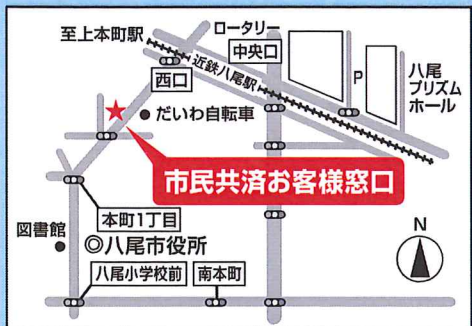 至上本町駅
ロータリー
中央口
近鉄八尾駅
西口
P
八尾
プリズム
ホール
だいわ自転車
市民共済お客様窓口
本町1丁目
図書館
八尾市役所
八尾小学校前
南本町
N